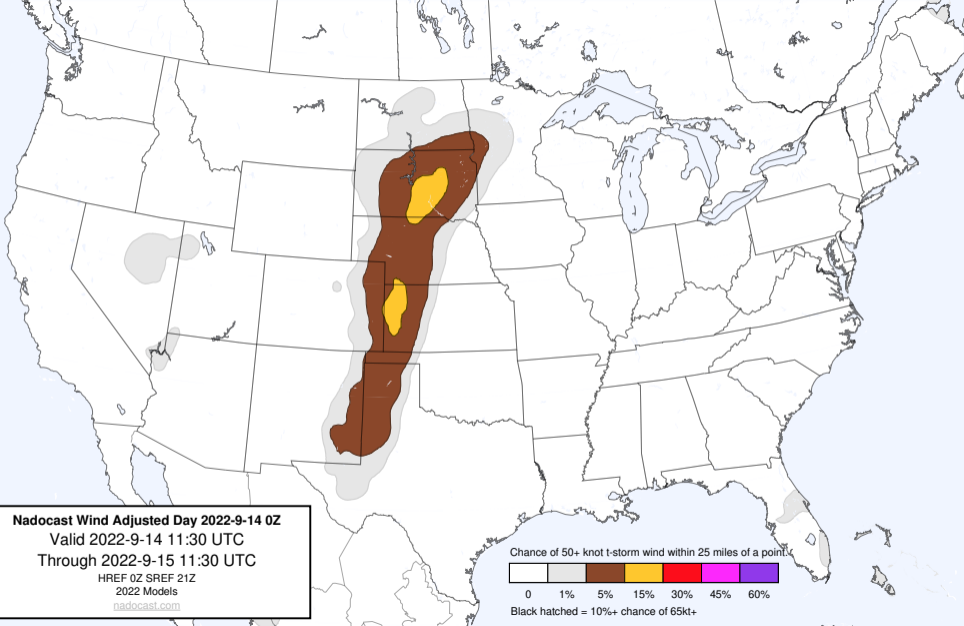 Nadocast Wind Adjusted Day 2022-9-14 0Z
Valid 2022-9-14 11:30 UTC
Through 2022-9-15 11:30 UTC
HREF 0Z SREF 21Z
2022 Models
nadocast.com
Chance of 50+ knot t-storm wind within 25 miles of a point.
0 1% 5% 15% 30% 45% 60%
Black hatched = 10%+ chance of 65kt+